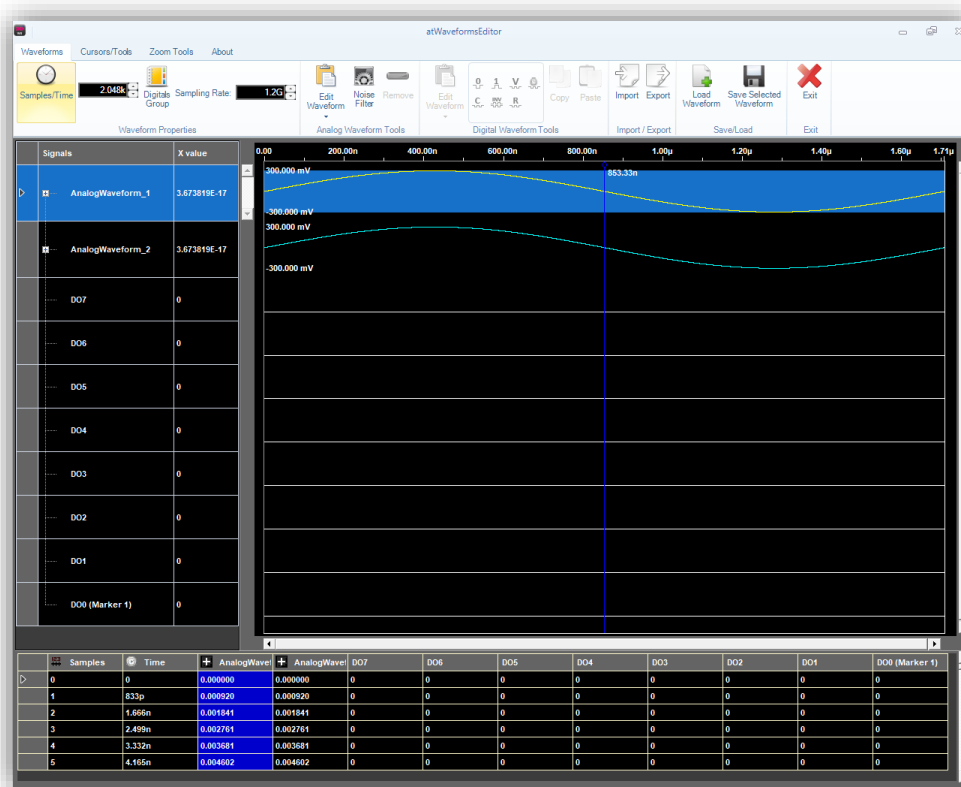 atWaveformsEditor
Waveforms Cursors/Tools Zoom Tools About
Samples/Time 2.048k Digitals Group Sampling Rate: 1.2G Edit Waveform Noise Filter Remove Edit Waveform 0 1 V C INV R Copy Paste Import Export Load Waveform Save Selected Waveform Exit
Waveform Properties Analog Waveform Tools Digital Waveform Tools Import / Export Save/Load Exit
Signals X value 0.00 200.00n 400.00n 600.00n 800.00n 1.00µ 1.20µ 1.40µ 1.60µ 1.71µ
300.000 mV 853.33n
AnalogWaveform_1 3.673819E-17
-300.000 mV
300.000 mV
AnalogWaveform_2 3.673819E-17
-300.000 mV
DO7 0
DO6 0
DO5 0
DO4 0
DO3 0
DO2 0
DO1 0
DO0 (Marker 1) 0
Samples Time AnalogWave AnalogWave DO7 DO6 DO5 DO4 DO3 DO2 DO1 DO0 (Marker 1)
0 0 0.000000 0.000000 0 0 0 0 0 0 0 0
1 833p 0.000920 0.000920 0 0 0 0 0 0 0 0
2 1.666n 0.001841 0.001841 0 0 0 0 0 0 0 0
3 2.499n 0.002761 0.002761 0 0 0 0 0 0 0 0
4 3.332n 0.003681 0.003681 0 0 0 0 0 0 0 0
5 4.165n 0.004602 0.004602 0 0 0 0 0 0 0 0